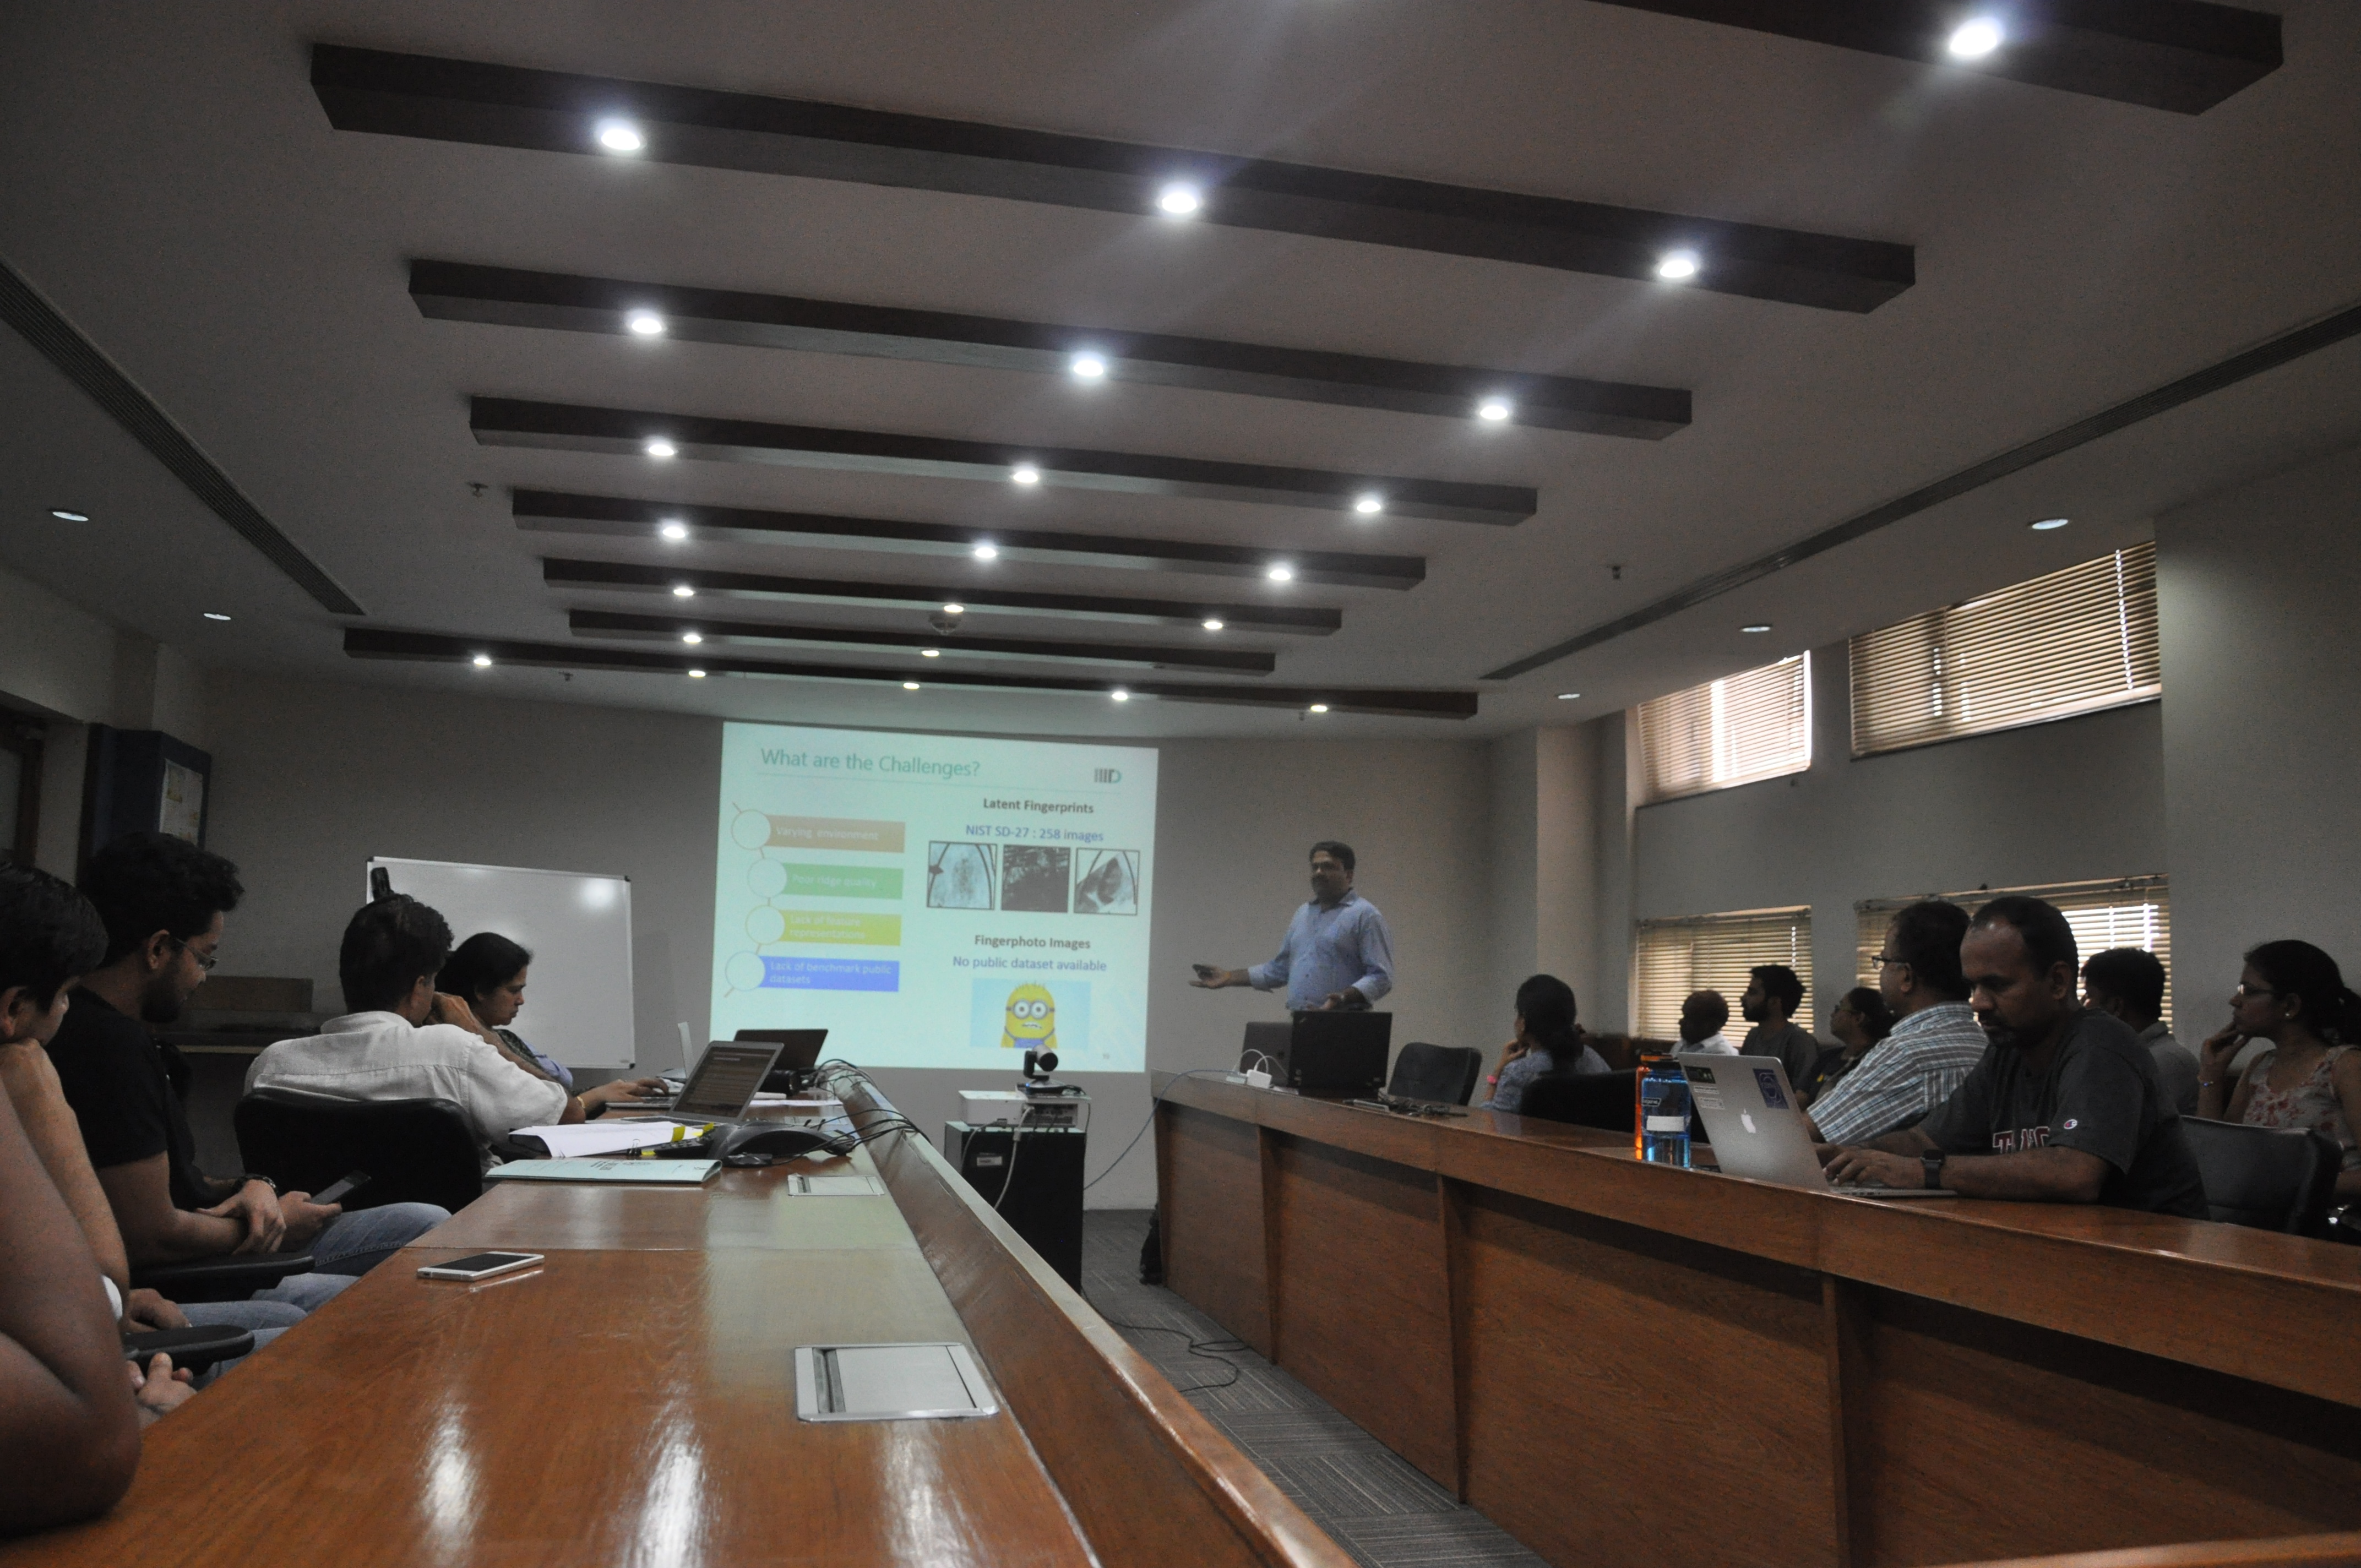 What are the Challenges?
IIITD
Varying environment
Poor ridge quality
Lack of feature
representations
Lack of benchmark public
datasets
Latent Fingerprints
NIST SD-27 : 258 images
Fingerphoto Images
No public dataset available